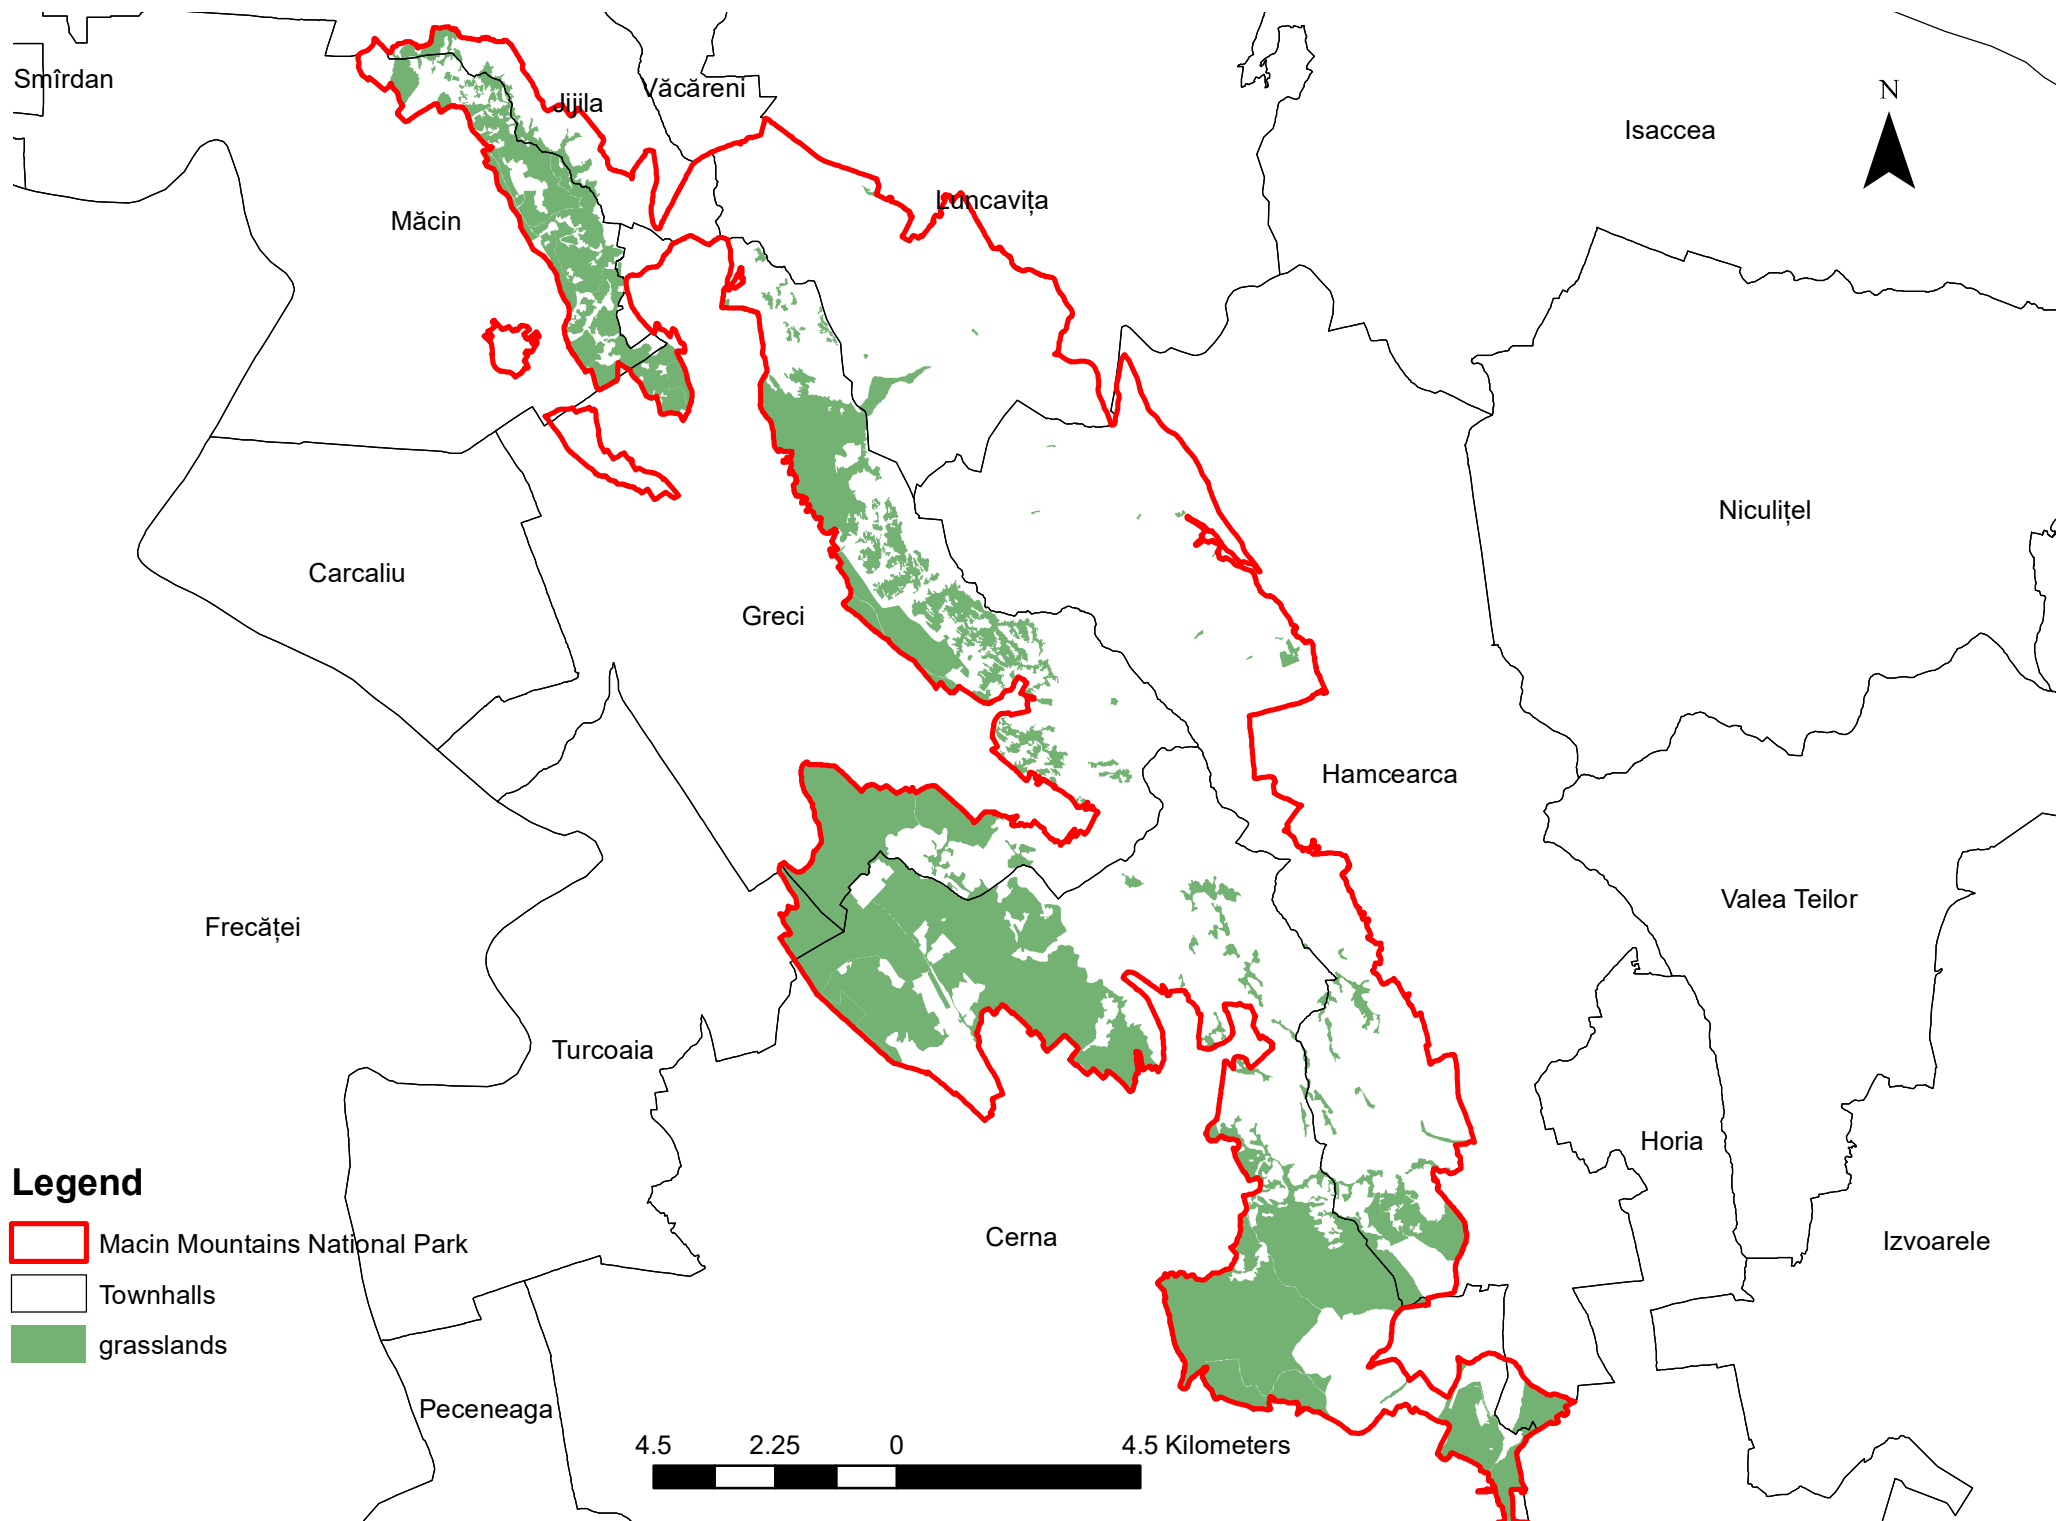 Smîrdan
Văcăreni
Jijila
N
Isaccea
Luncavița
Măcin
Niculițel
Carcaliu
Greci
Hamcearca
Valea Teilor
Frecăței
Turcoaia
Horia
Legend
Macin Mountains National Park
Cerna
Izvoarele
Townhalls
grasslands
Peceneaga
4.5 2.25 0 4.5 Kilometers